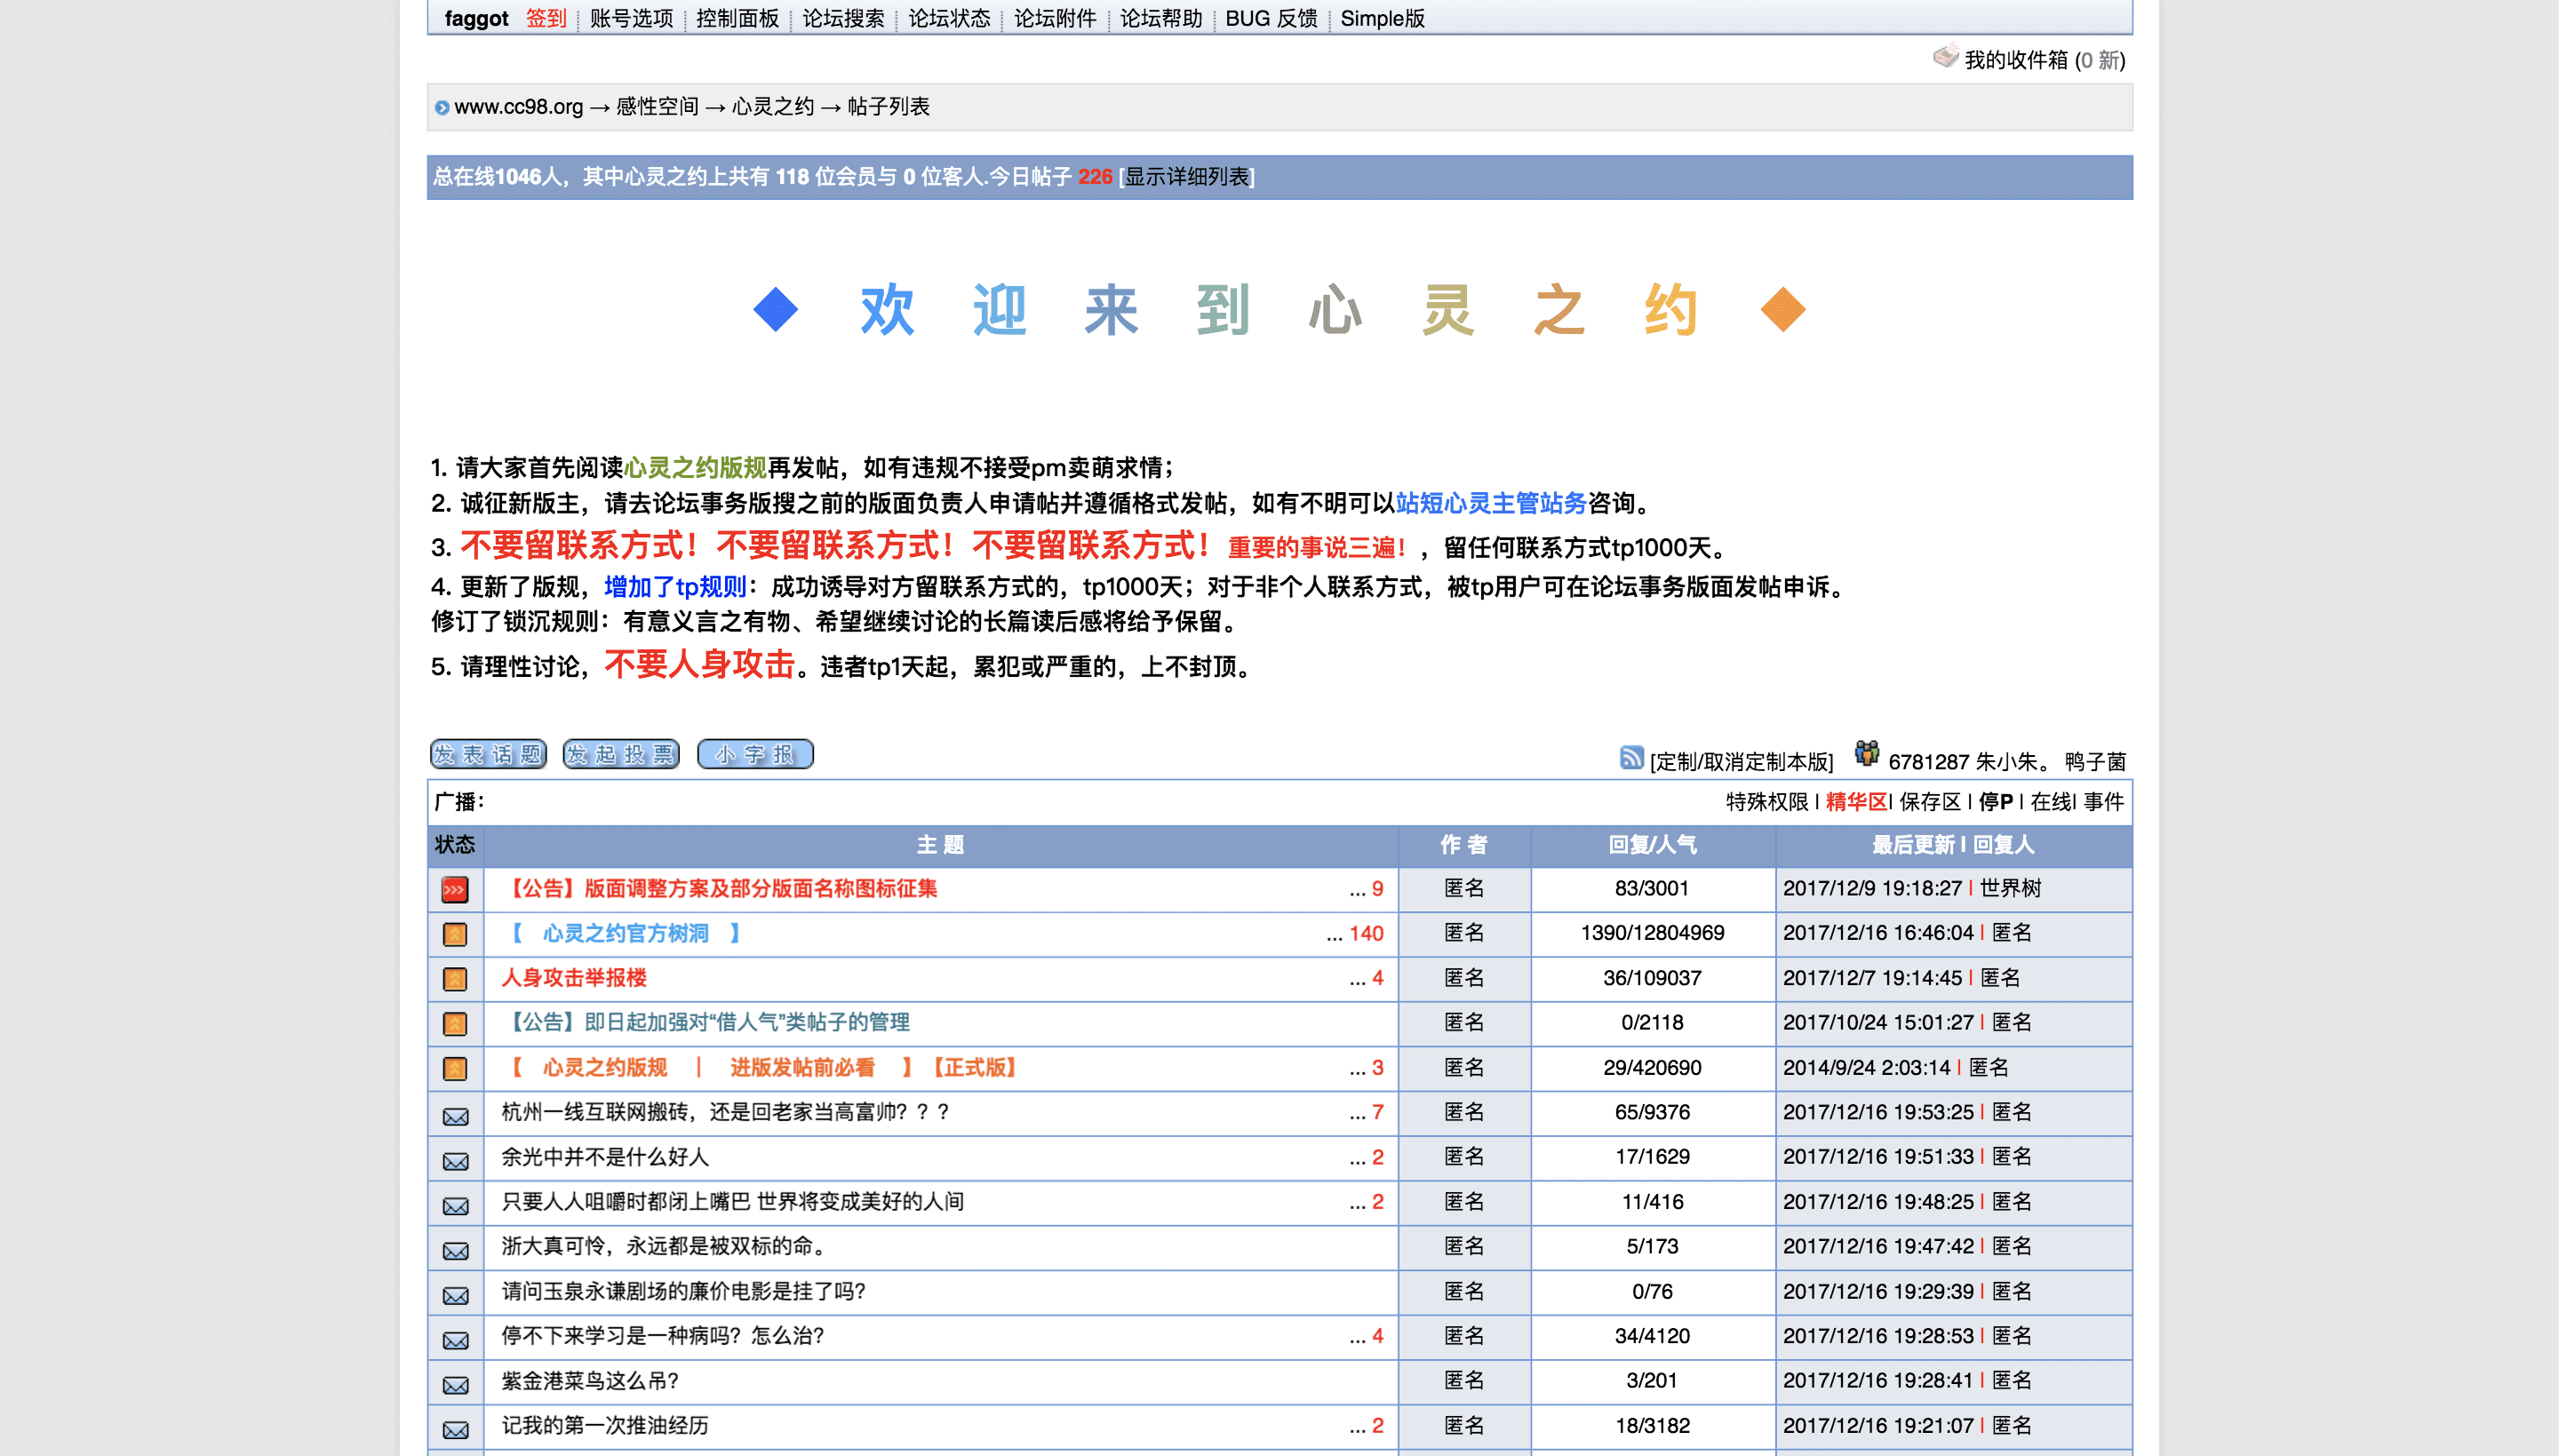 faggot 签到 账号选项 控制面板 论坛搜索 论坛状态 论坛附件 论坛帮助 BUG 反馈 Simple版
我的收件箱 (0 新)
www.cc98.org → 感性空间 → 心灵之约 → 帖子列表
总在线1046人，其中心灵之约上共有 118 位会员与 0 位客人.今日帖子 226 [显示详细列表]
◆ 欢 迎 来 到 心 灵 之 约 ◆
1. 请大家首先阅读心灵之约版规再发帖，如有违规不接受pm卖萌求情；
2. 诚征新版主，请去论坛事务版搜之前的版面负责人申请帖并遵循格式发帖，如有不明可以站短心灵主管站务咨询。
3. 不要留联系方式！不要留联系方式！不要留联系方式！重要的事说三遍！，留任何联系方式tp1000天。
4. 更新了版规，增加了tp规则：成功诱导对方留联系方式的，tp1000天；对于非个人联系方式，被tp用户可在论坛事务版面发帖申诉。
修订了锁沉规则：有意义言之有物、希望继续讨论的长篇读后感将给予保留。
5. 请理性讨论，不要人身攻击。违者tp1天起，累犯或严重的，上不封顶。
发表话题 发起投票 小字报 [定制/取消定制本版] 6781287 朱小朱。 鸭子菌
广播： 特殊权限 | 精华区| 保存区 | 停P | 在线| 事件
状态 主 题 作 者 回复/人气 最后更新 | 回复人
【公告】版面调整方案及部分版面名称图标征集 ... 9 匿名 83/3001 2017/12/9 19:18:27 | 世界树
【 心灵之约官方树洞 】 ... 140 匿名 1390/12804969 2017/12/16 16:46:04 | 匿名
人身攻击举报楼 ... 4 匿名 36/109037 2017/12/7 19:14:45 | 匿名
【公告】即日起加强对“借人气”类帖子的管理 匿名 0/2118 2017/10/24 15:01:27 | 匿名
【 心灵之约版规 | 进版发帖前必看 】【正式版】 ... 3 匿名 29/420690 2014/9/24 2:03:14 | 匿名
杭州一线互联网搬砖，还是回老家当高富帅？？？ ... 7 匿名 65/9376 2017/12/16 19:53:25 | 匿名
余光中并不是什么好人 ... 2 匿名 17/1629 2017/12/16 19:51:33 | 匿名
只要人人咀嚼时都闭上嘴巴 世界将变成美好的人间 ... 2 匿名 11/416 2017/12/16 19:48:25 | 匿名
浙大真可怜，永远都是被双标的命。 匿名 5/173 2017/12/16 19:47:42 | 匿名
请问玉泉永谦剧场的廉价电影是挂了吗？ 匿名 0/76 2017/12/16 19:29:39 | 匿名
停不下来学习是一种病吗？怎么治？ ... 4 匿名 34/4120 2017/12/16 19:28:53 | 匿名
紫金港菜鸟这么吊？ 匿名 3/201 2017/12/16 19:28:41 | 匿名
记我的第一次推油经历 ... 2 匿名 18/3182 2017/12/16 19:21:07 | 匿名